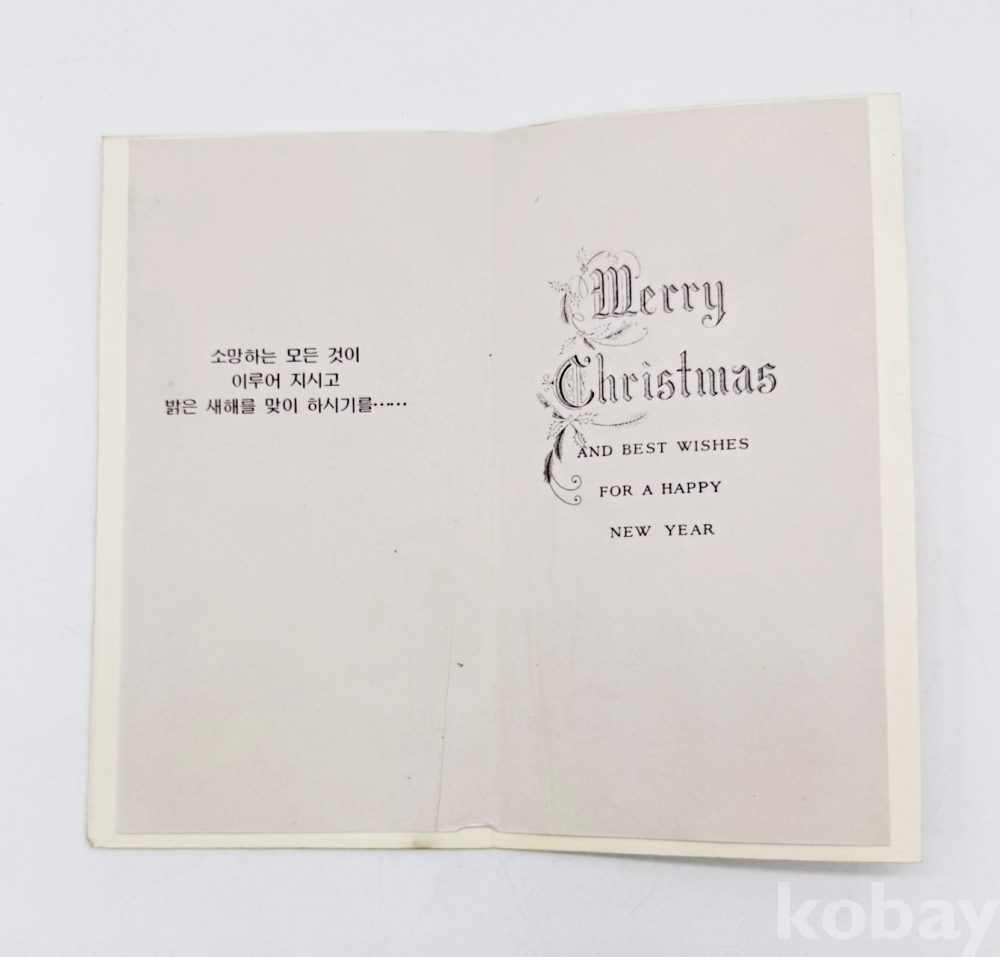 소망하는 모든 것이
이루어 지시고
밝은 새해를 맞이 하시기를……
Merry
Christmas
AND BEST WISHES
FOR A HAPPY
NEW YEAR
kobay